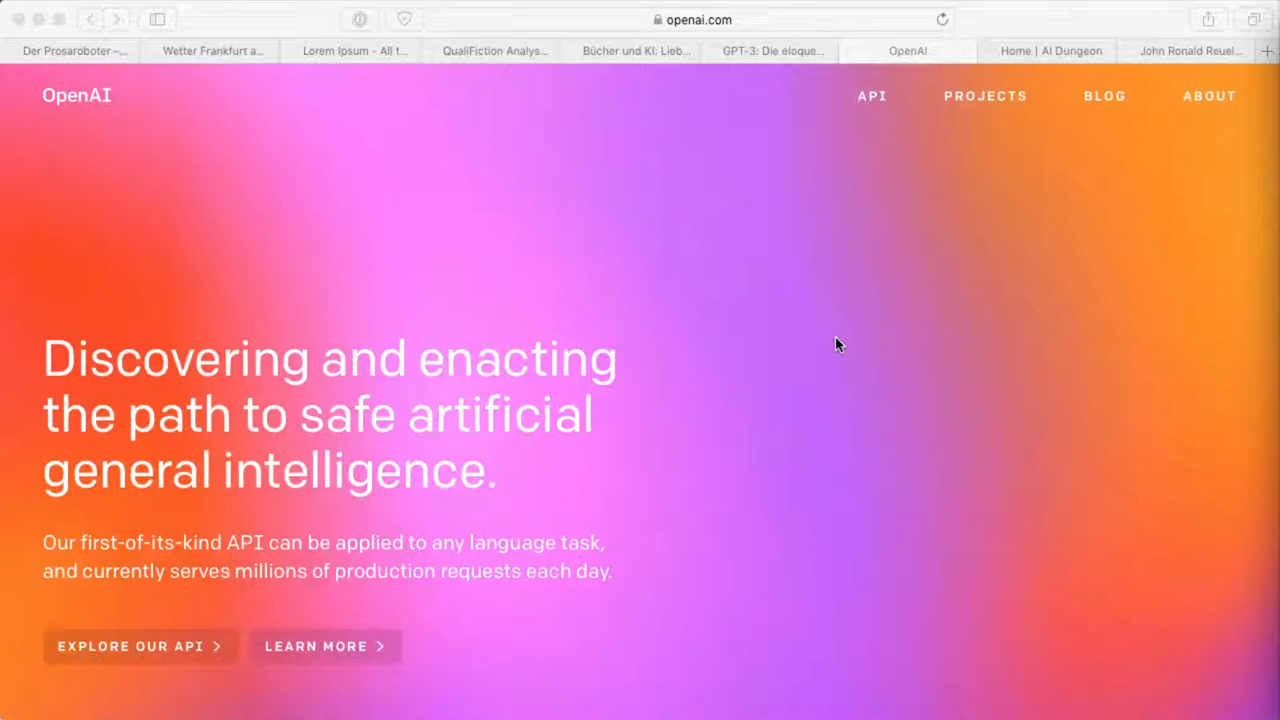 openai.com
Der Prosaroboter –...
Wetter Frankfurt a...
Lorem Ipsum - All t...
QualiFiction Analys...
Bücher und KI: Lieb...
GPT-3: Die eloque...
OpenAI
Home | AI Dungeon
John Ronald Reuel...
OpenAI
API
PROJECTS
BLOG
ABOUT
Discovering and enacting
the path to safe artificial
general intelligence.
Our first-of-its-kind API can be applied to any language task,
and currently serves millions of production requests each day.
EXPLORE OUR API >
LEARN MORE >